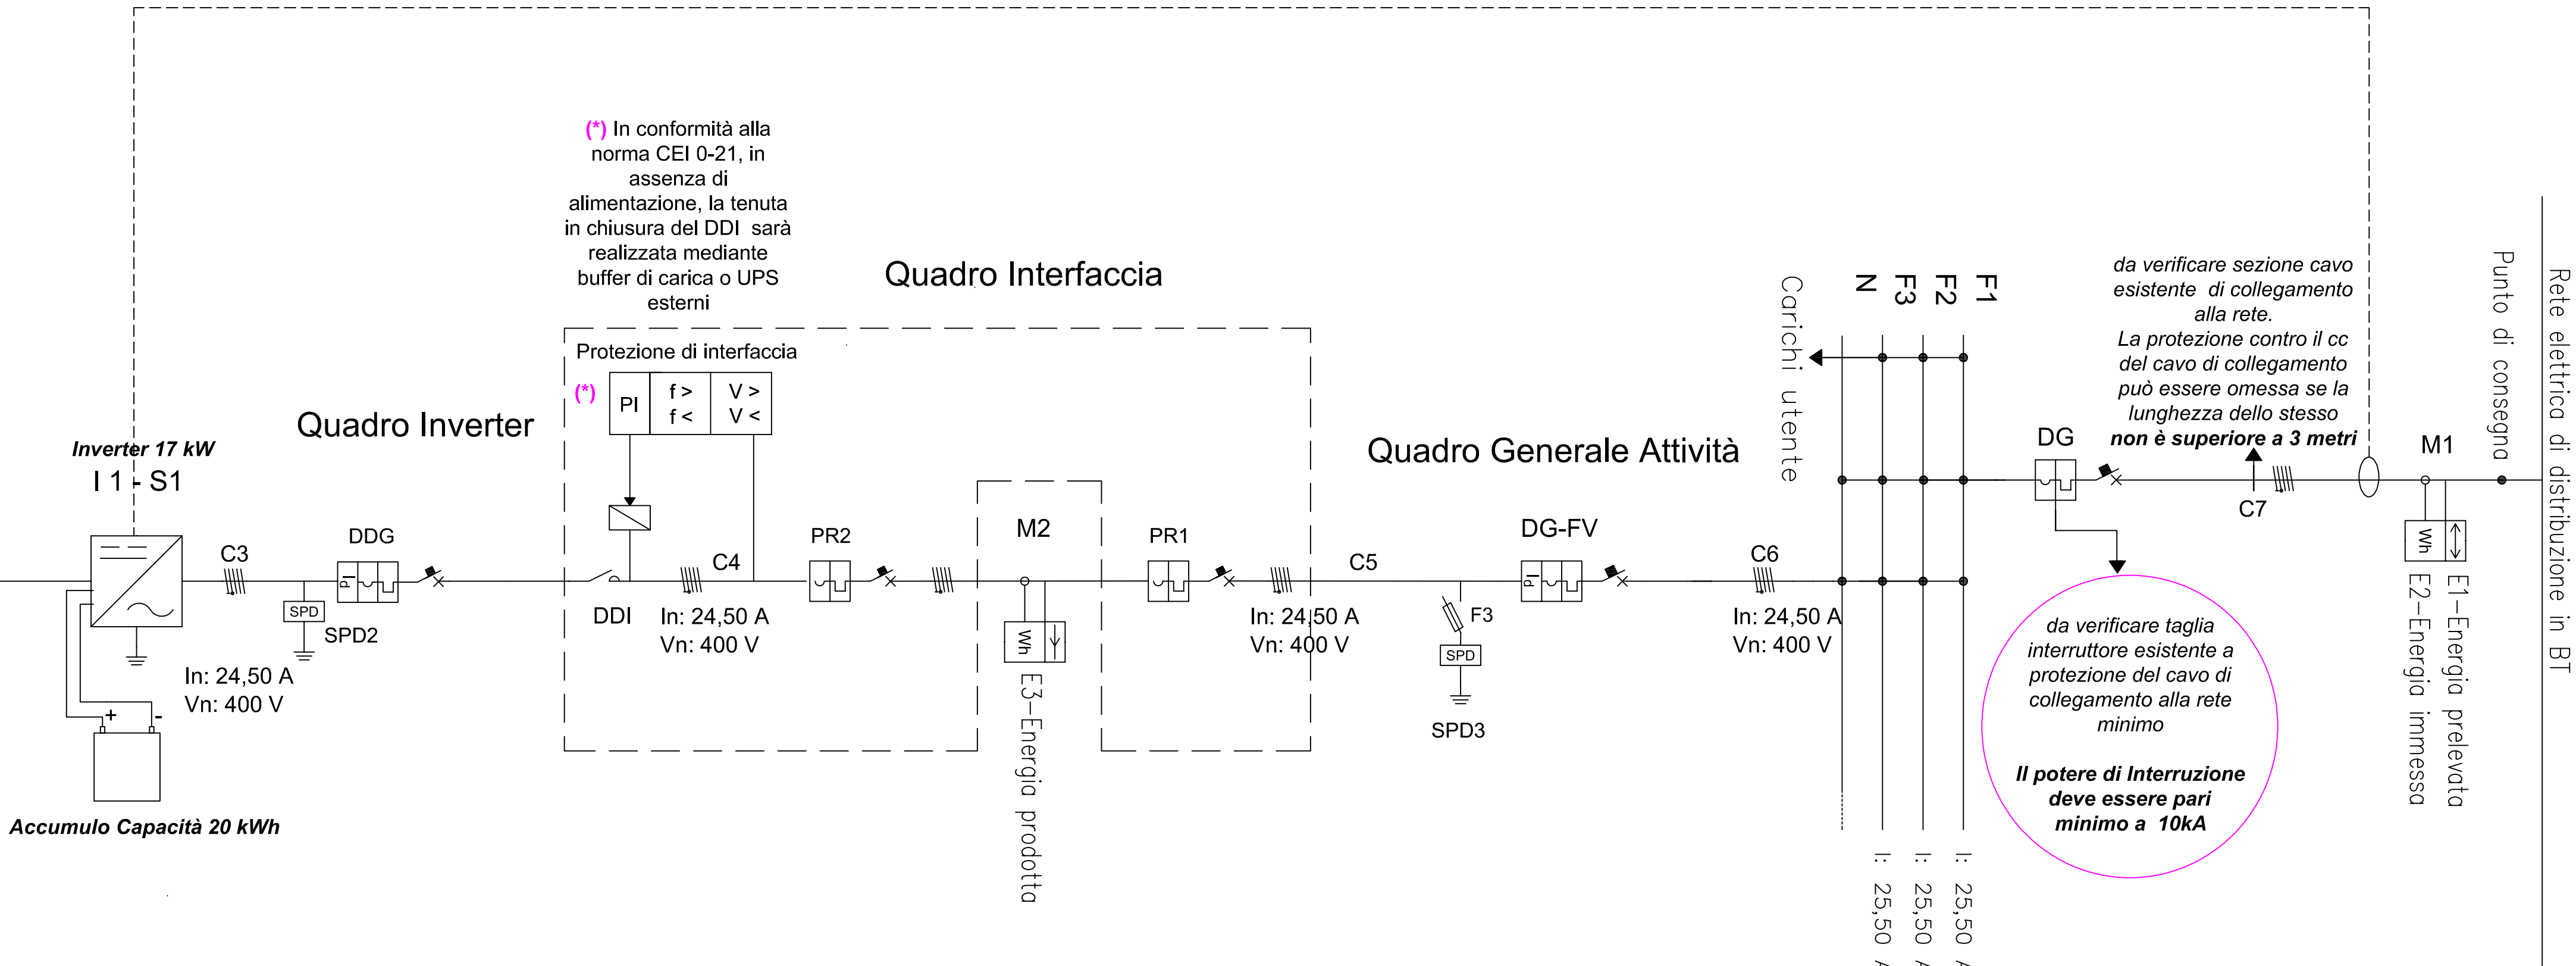 (*) In conformità alla
norma CEI 0-21, in
assenza di
alimentazione, la tenuta
in chiusura del DDI sarà
realizzata mediante
buffer di carica o UPS
esterni
Quadro Interfaccia
Protezione di interfaccia
(*)
PI
f >
f <
V >
V <
Quadro Inverter
Inverter 17 kW
I 1 - S1
C3
DDG
Id
SPD
SPD2
In: 24,50 A
Vn: 400 V
+
-
Accumulo Capacità 20 kWh
DDI
C4
In: 24,50 A
Vn: 400 V
PR2
M2
Wh
E3-Energia prodotta
PR1
In: 24,50 A
Vn: 400 V
C5
Quadro Generale Attività
DG-FV
Id
F3
SPD
SPD3
C6
In: 24,50 A
Vn: 400 V
Carichi utente
N
F3
F2
F1
I: 25,50 A
I: 25,50 A
I: 25,50 A
DG
da verificare sezione cavo
esistente di collegamento
alla rete.
La protezione contro il cc
del cavo di collegamento
può essere omessa se la
lunghezza dello stesso
non è superiore a 3 metri
C7
da verificare taglia
interruttore esistente a
protezione del cavo di
collegamento alla rete
minimo
Il potere di Interruzione
deve essere pari
minimo a 10kA
M1
Wh
E2-Energia immessa
E1-Energia prelevata
Punto di consegna
Rete elettrica di distribuzione in BT